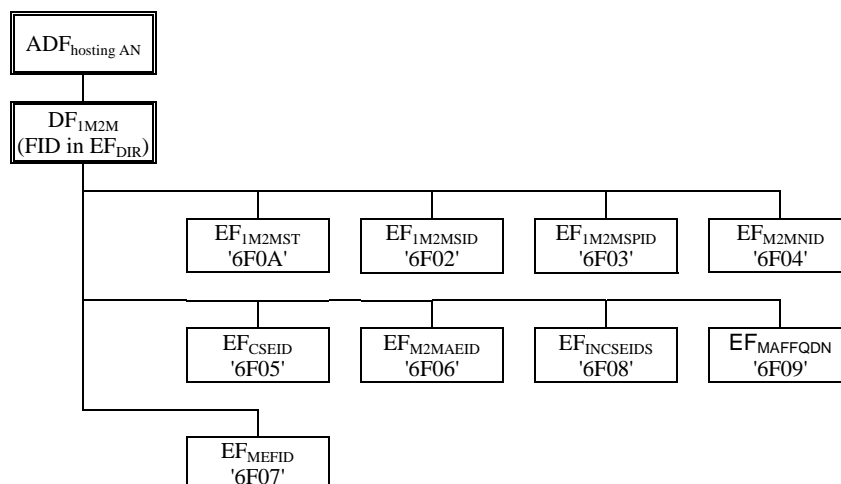 ADFhosting AN
DF1M2M
(FID in EFDIR)
EF1M2MST
'6F0A'
EF1M2MSID
'6F02'
EF1M2MSPID
'6F03'
EFM2MNID
'6F04'
EFCSEID
'6F05'
EFM2MAEID
'6F06'
EFINCSEIDS
'6F08'
EFMAFFQDN
'6F09'
EFMEFID
'6F07'